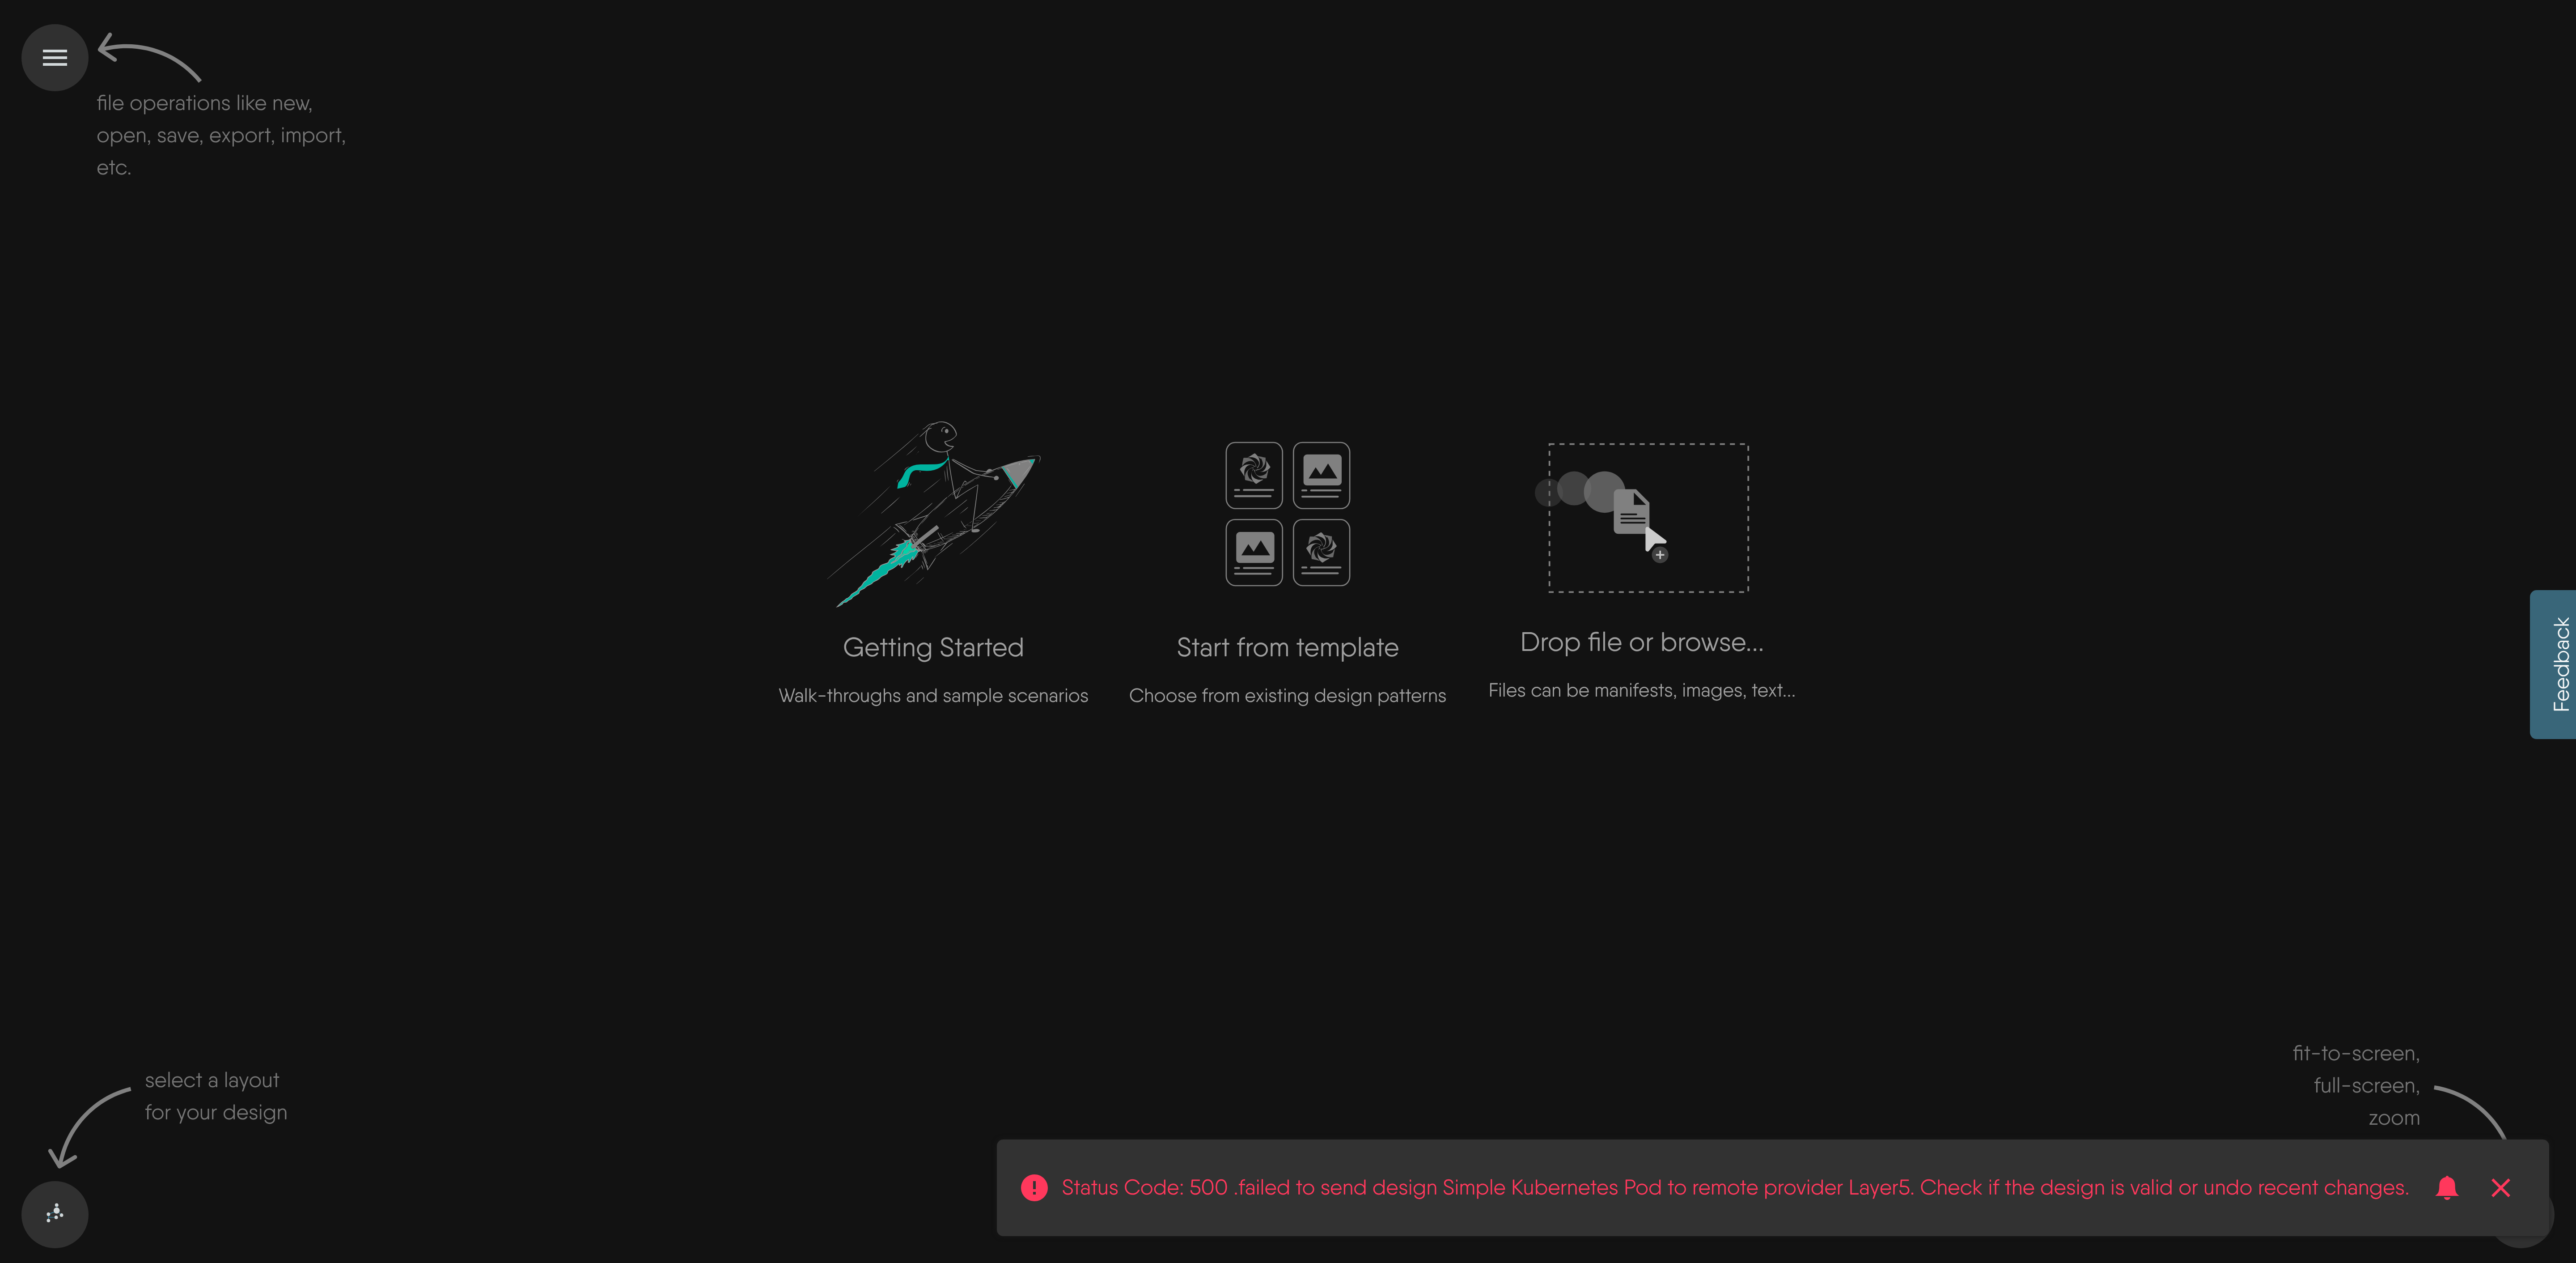 file operations like new,
open, save, export, import,
etc.
Getting Started
Walk-throughs and sample scenarios
Start from template
Choose from existing design patterns
Drop file or browse...
Files can be manifests, images, text...
Feedback
select a layout
for your design
fit-to-screen,
full-screen,
zoom
Status Code: 500 .failed to send design Simple Kubernetes Pod to remote provider Layer5. Check if the design is valid or undo recent changes.